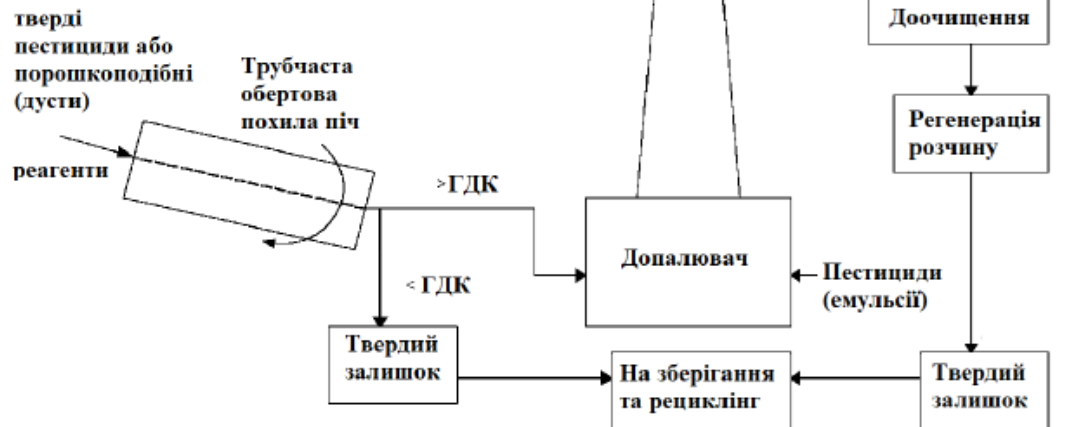 тверді
пестициди або
порошкоподібні
(дусти)
реагенти
Трубчаста
обертова
похила піч
>ГДК
< ГДК
Твердий
залишок
Допалювач
Пестициди
(емульсії)
На зберігання
та рециклінг
Доочищення
Регенерація
розчину
Твердий
залишок